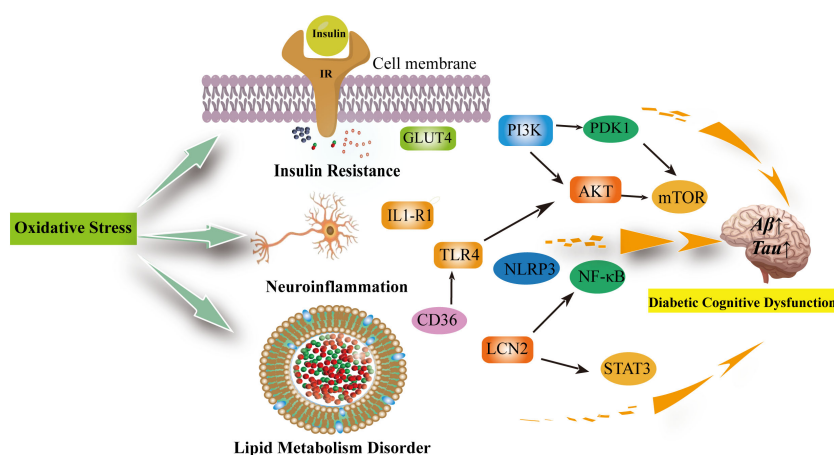 Insulin
IR
Cell membrane
GLUT4
Insulin Resistance
PI3K
PDK1
AKT
mTOR
Oxidative Stress
IL1-R1
TLR4
NLRP3
NF-κB
Aβ↑
Tau↑
Neuroinflammation
Diabetic Cognitive Dysfunction
CD36
LCN2
STAT3
Lipid Metabolism Disorder